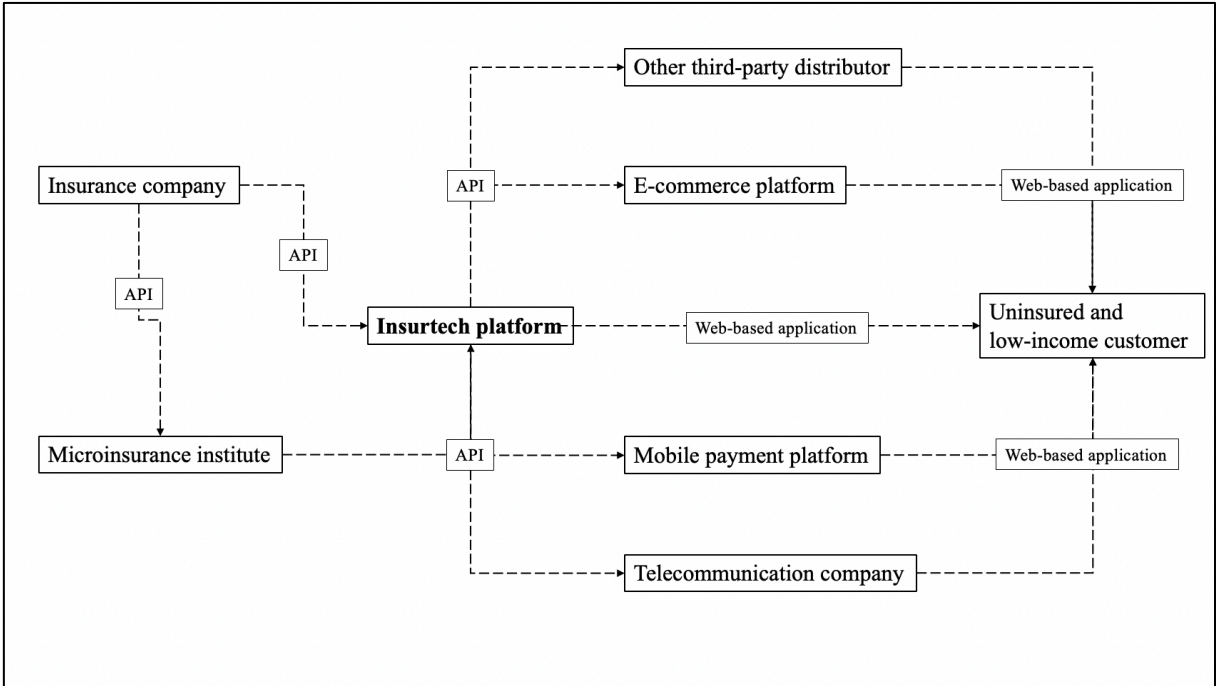 Other third-party distributor
Insurance company
API
E-commerce platform
Web-based application
API
API
Insurtech platform
Web-based application
Uninsured and
low-income customer
Microinsurance institute
API
Mobile payment platform
Web-based application
Telecommunication company